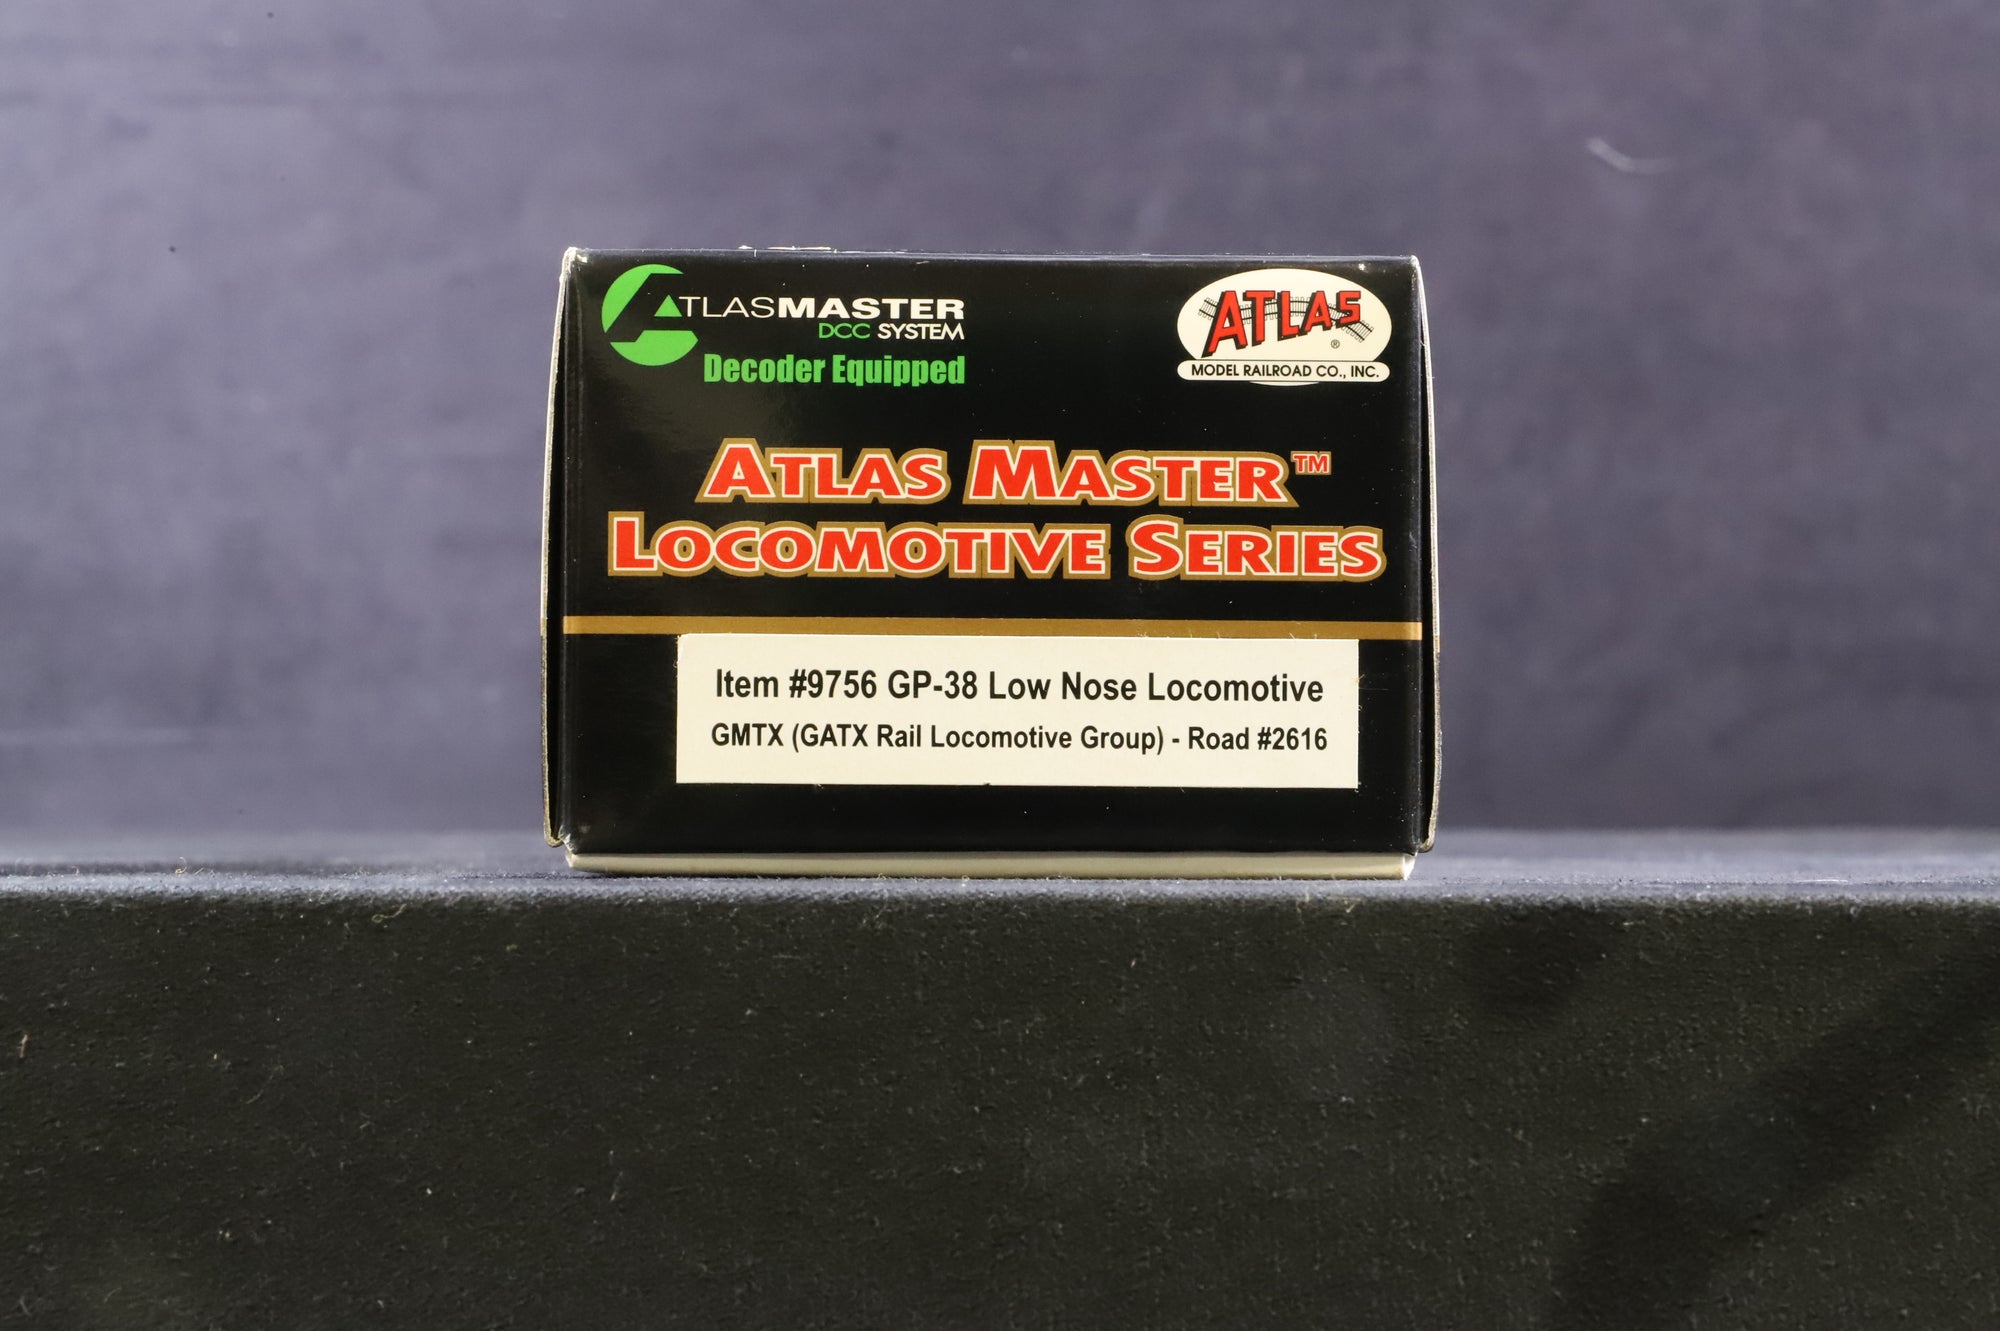 ATLASMASTER
DCC SYSTEM
Decoder Equipped
ATLAS
®
MODEL RAILROAD CO., INC.
ATLAS MASTER™
LOCOMOTIVE SERIES
Item #9756 GP-38 Low Nose Locomotive
GMTX (GATX Rail Locomotive Group) - Road #2616